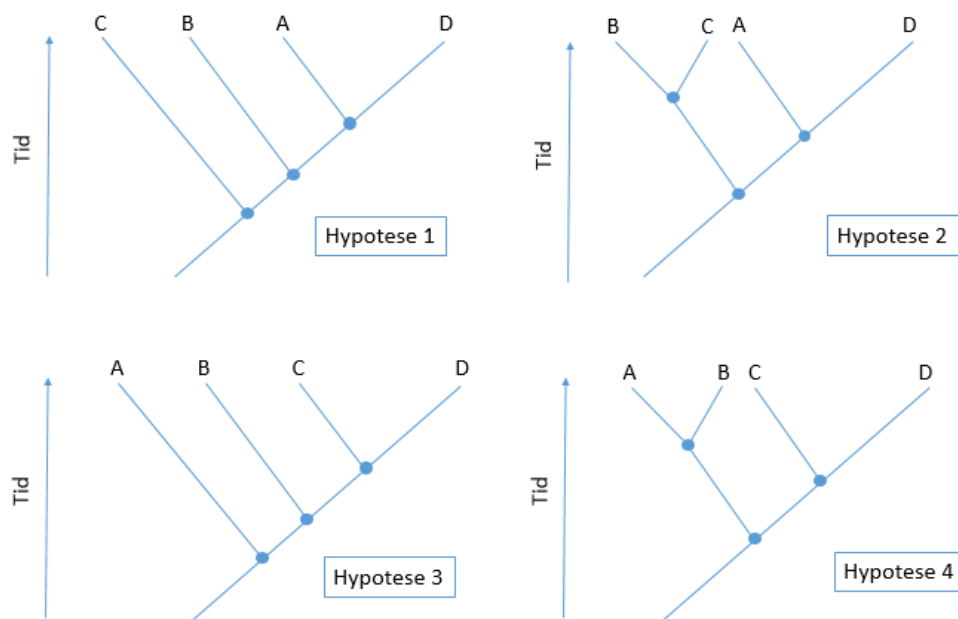 C B A D
Tid
Hypotese 1
B C A D
Tid
Hypotese 2
A B C D
Tid
Hypotese 3
A B C D
Tid
Hypotese 4